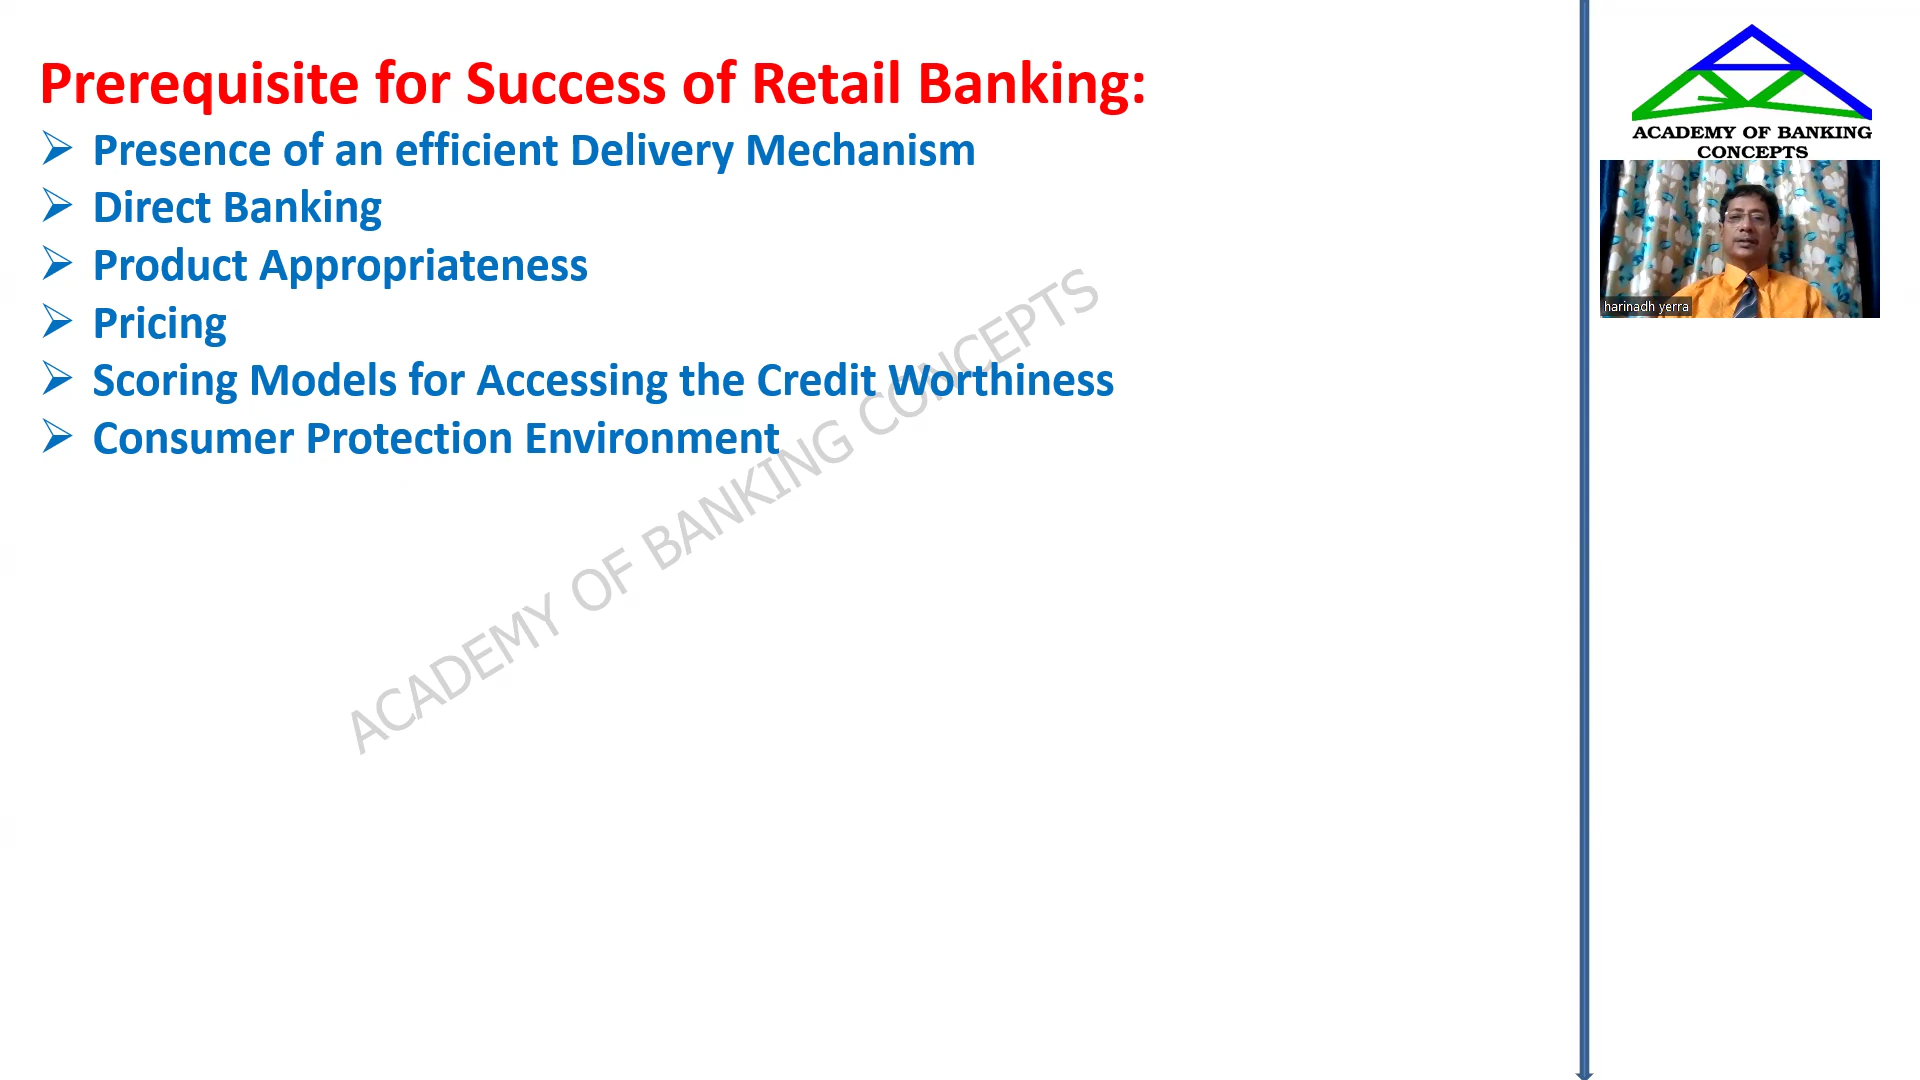 Prerequisite for Success of Retail Banking:
Presence of an efficient Delivery Mechanism
Direct Banking
Product Appropriateness
Pricing
Scoring Models for Accessing the Credit Worthiness
Consumer Protection Environment
ACADEMY OF BANKING CONCEPTS
ACADEMY OF BANKING
CONCEPTS
harinadh yerra